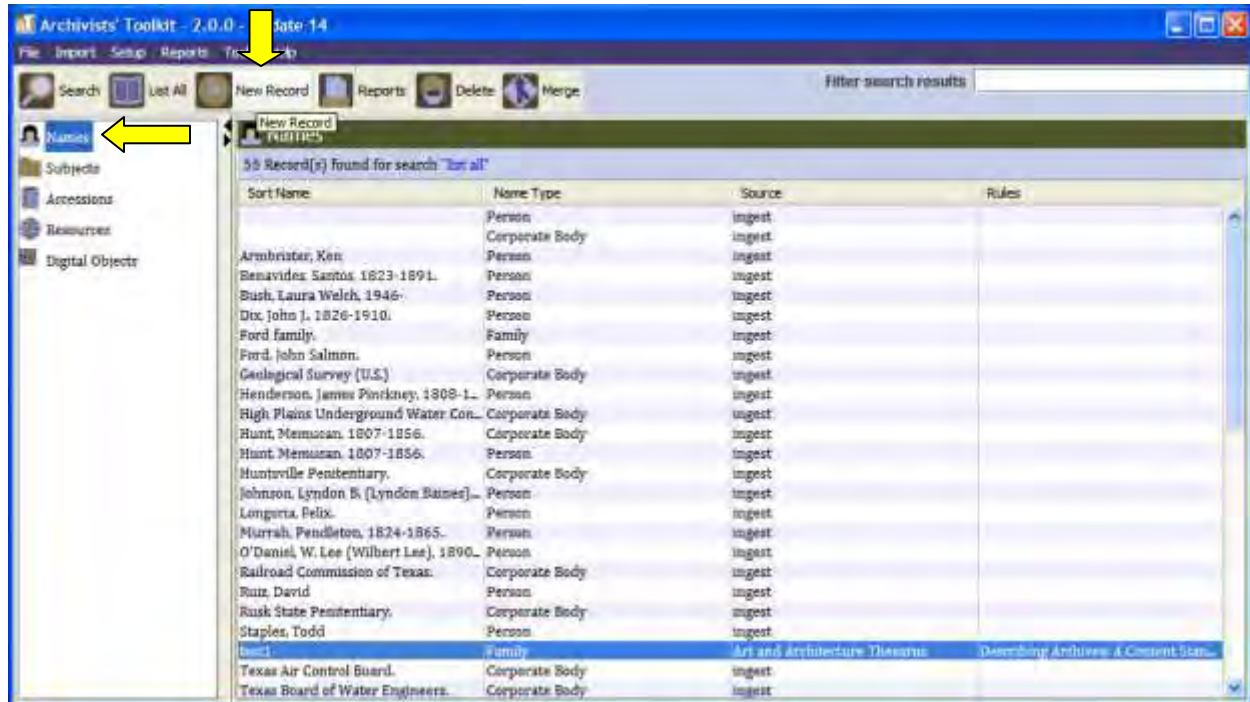 Archivists' Toolkit - 2.0.0 - date 14
File Import Setup Reports Help
Search List All New Record Reports Delete Merge Filter search results
New Record
Names Names
Subjects 55 Record(s) found for search "list all"
Accessions Sort Name Name Type Source Rules
Resources Person ingest
Digital Objects Corporate Body ingest
Armbrister, Ken Person ingest
Benavides, Santos, 1823-1891. Person ingest
Bush, Laura Welch, 1946- Person ingest
Dix, John J., 1826-1910. Person ingest
Ford family. Family ingest
Ford, John Salmon. Person ingest
Geological Survey (U.S.) Corporate Body ingest
Henderson, James Pinckney, 1808-1... Person ingest
High Plains Underground Water Con... Corporate Body ingest
Hunt, Memucan, 1807-1856. Corporate Body ingest
Hunt, Memucan, 1807-1856. Person ingest
Huntsville Penitentiary. Corporate Body ingest
Johnson, Lyndon B. (Lyndon Baines)... Person ingest
Longoria, Felix. Person ingest
Murrah, Pendleton, 1824-1865. Person ingest
O'Daniel, W. Lee (Wilbert Lee), 1890... Person ingest
Railroad Commission of Texas. Corporate Body ingest
Ruiz, David Person ingest
Rusk State Penitentiary. Corporate Body ingest
Staples, Todd Person ingest
test1 Family Art and Architecture Thesaurus Describing Archives: A Content Stan...
Texas Air Control Board. Corporate Body ingest
Texas Board of Water Engineers. Corporate Body ingest